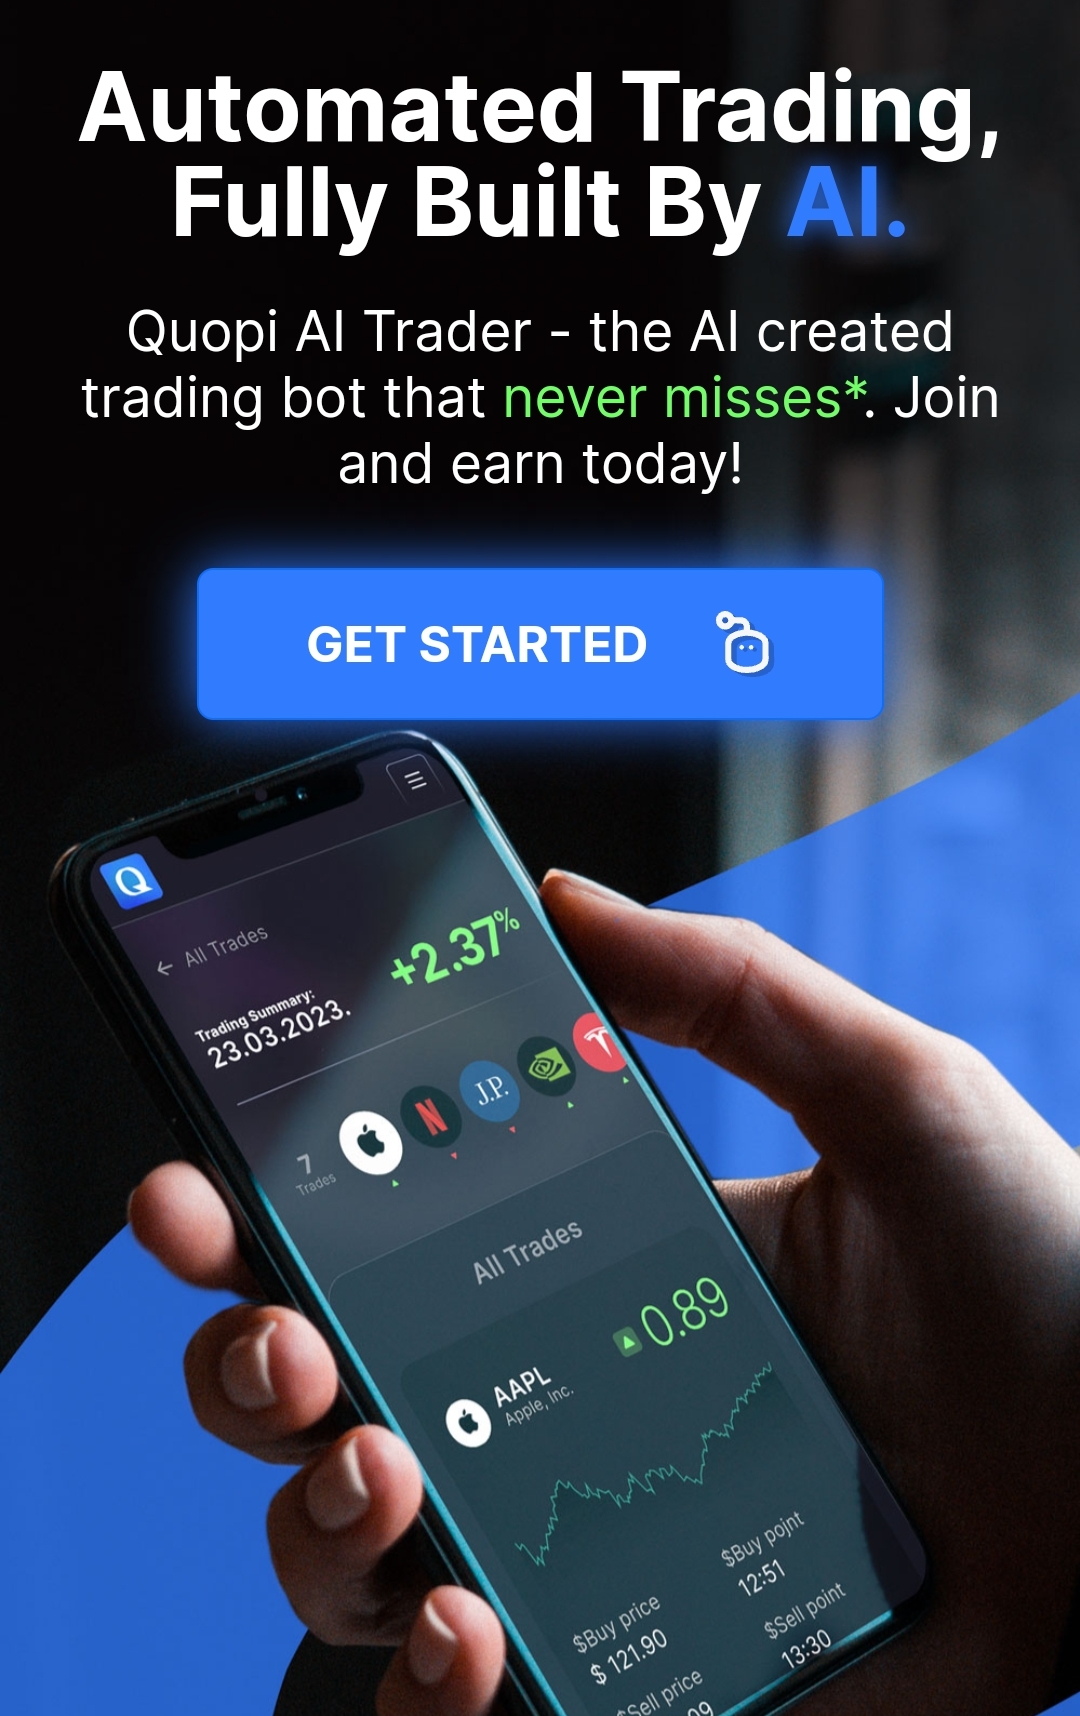 Automated Trading,
Fully Built By AI.
Quopi AI Trader - the AI created
trading bot that never misses*. Join
and earn today!
GET STARTED
Q
← All Trades
+2.37%
Trading Summary:
23.03.2023.
7
Trades
N
J.P.
All Trades
0.89
AAPL
Apple, Inc.
$Buy point
12:51
$Buy price
$ 121.90
$Sell point
13:30
$Sell price